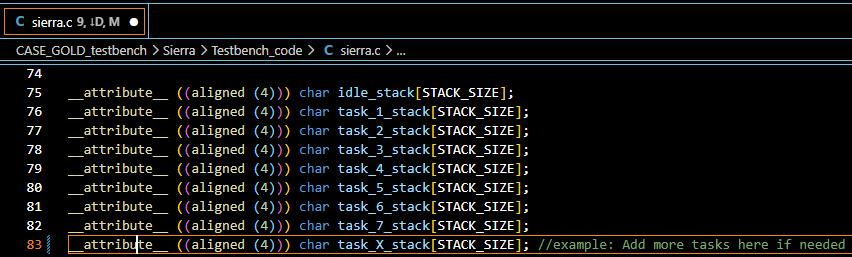 sierra.c 9, ↓D, M
CASE_GOLD_testbench > Sierra > Testbench_code > C sierra.c > ...
74
75 __attribute__ ((aligned (4))) char idle_stack[STACK_SIZE];
76 __attribute__ ((aligned (4))) char task_1_stack[STACK_SIZE];
77 __attribute__ ((aligned (4))) char task_2_stack[STACK_SIZE];
78 __attribute__ ((aligned (4))) char task_3_stack[STACK_SIZE];
79 __attribute__ ((aligned (4))) char task_4_stack[STACK_SIZE];
80 __attribute__ ((aligned (4))) char task_5_stack[STACK_SIZE];
81 __attribute__ ((aligned (4))) char task_6_stack[STACK_SIZE];
82 __attribute__ ((aligned (4))) char task_7_stack[STACK_SIZE];
83 __attribute__ ((aligned (4))) char task_X_stack[STACK_SIZE]; //example: Add more tasks here if needed